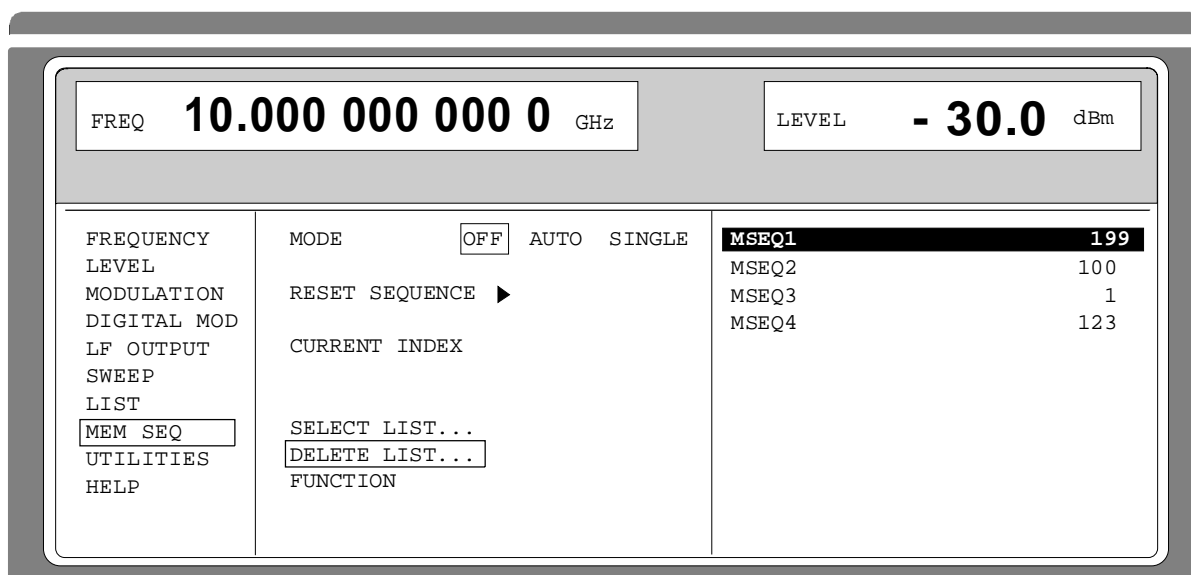 FREQ 10.000 000 000 0 GHz
LEVEL - 30.0 dBm
FREQUENCY
LEVEL
MODULATION
DIGITAL MOD
LF OUTPUT
SWEEP
LIST
MEM SEQ
UTILITIES
HELP
MODE OFF AUTO SINGLE
RESET SEQUENCE
CURRENT INDEX
SELECT LIST...
DELETE LIST...
FUNCTION
MSEQ1 199
MSEQ2 100
MSEQ3 1
MSEQ4 123